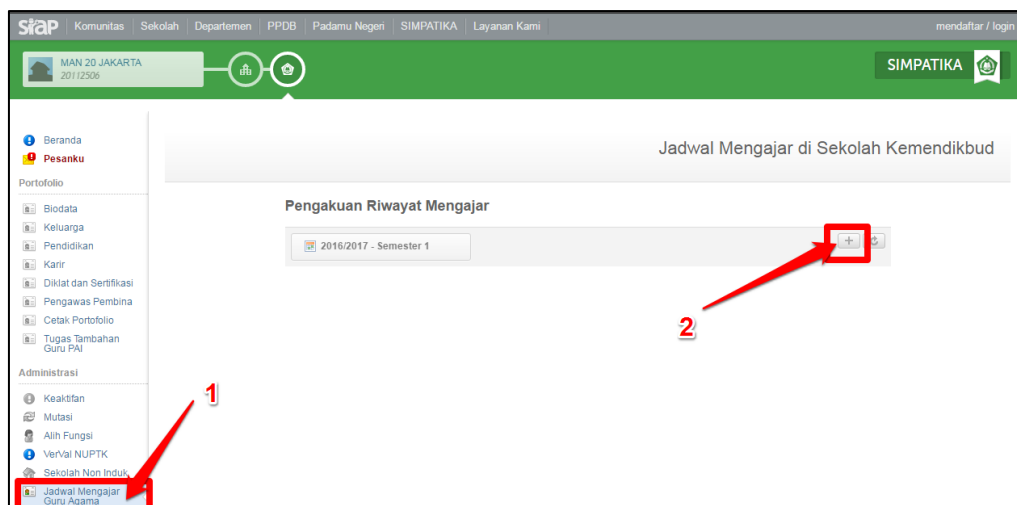 siap Komunitas Sekolah Departemen PPDB Padamu Negeri SIMPATIKA Layanan Kami mendaftar / login
MAN 20 JAKARTA
20112506
SIMPATIKA
Beranda
Pesanku
Jadwal Mengajar di Sekolah Kemendikbud
Portofolio
Biodata
Keluarga
Pendidikan
Karir
Diklat dan Sertifikasi
Pengawas Pembina
Cetak Portofolio
Tugas Tambahan
Guru PAI
Pengakuan Riwayat Mengajar
2016/2017 - Semester 1
+
2
Administrasi
Keaktifan
Mutasi
Alih Fungsi
VerVal NUPTK
Sekolah Non Induk
Jadwal Mengajar
Guru Agama
1